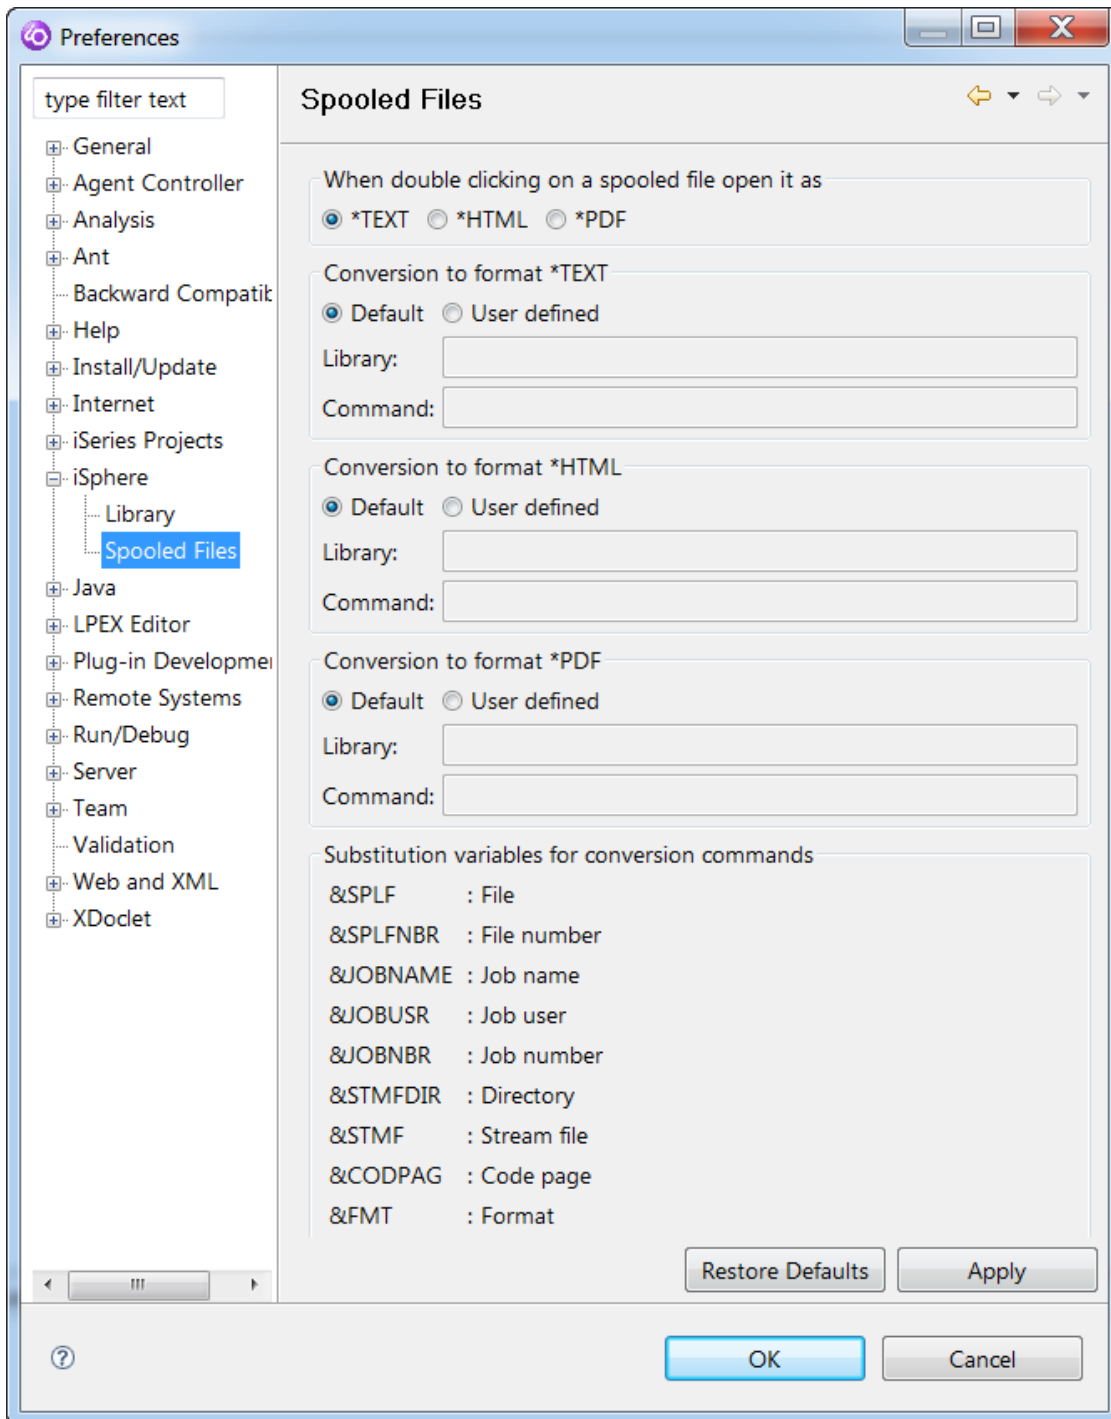 Preferences
type filter text
General
Agent Controller
Analysis
Ant
Backward Compatib
Help
Install/Update
Internet
iSeries Projects
iSphere
Library
Spooled Files
Java
LPEX Editor
Plug-in Developmen
Remote Systems
Run/Debug
Server
Team
Validation
Web and XML
XDoclet
Spooled Files
When double clicking on a spooled file open it as
*TEXT *HTML *PDF
Conversion to format *TEXT
Default User defined
Library:
Command:
Conversion to format *HTML
Default User defined
Library:
Command:
Conversion to format *PDF
Default User defined
Library:
Command:
Substitution variables for conversion commands
&SPLF : File
&SPLFNBR : File number
&JOBNAME : Job name
&JOBUSR : Job user
&JOBNBR : Job number
&STMFDIR : Directory
&STMF : Stream file
&CODPAG : Code page
&FMT : Format
Restore Defaults Apply
OK Cancel